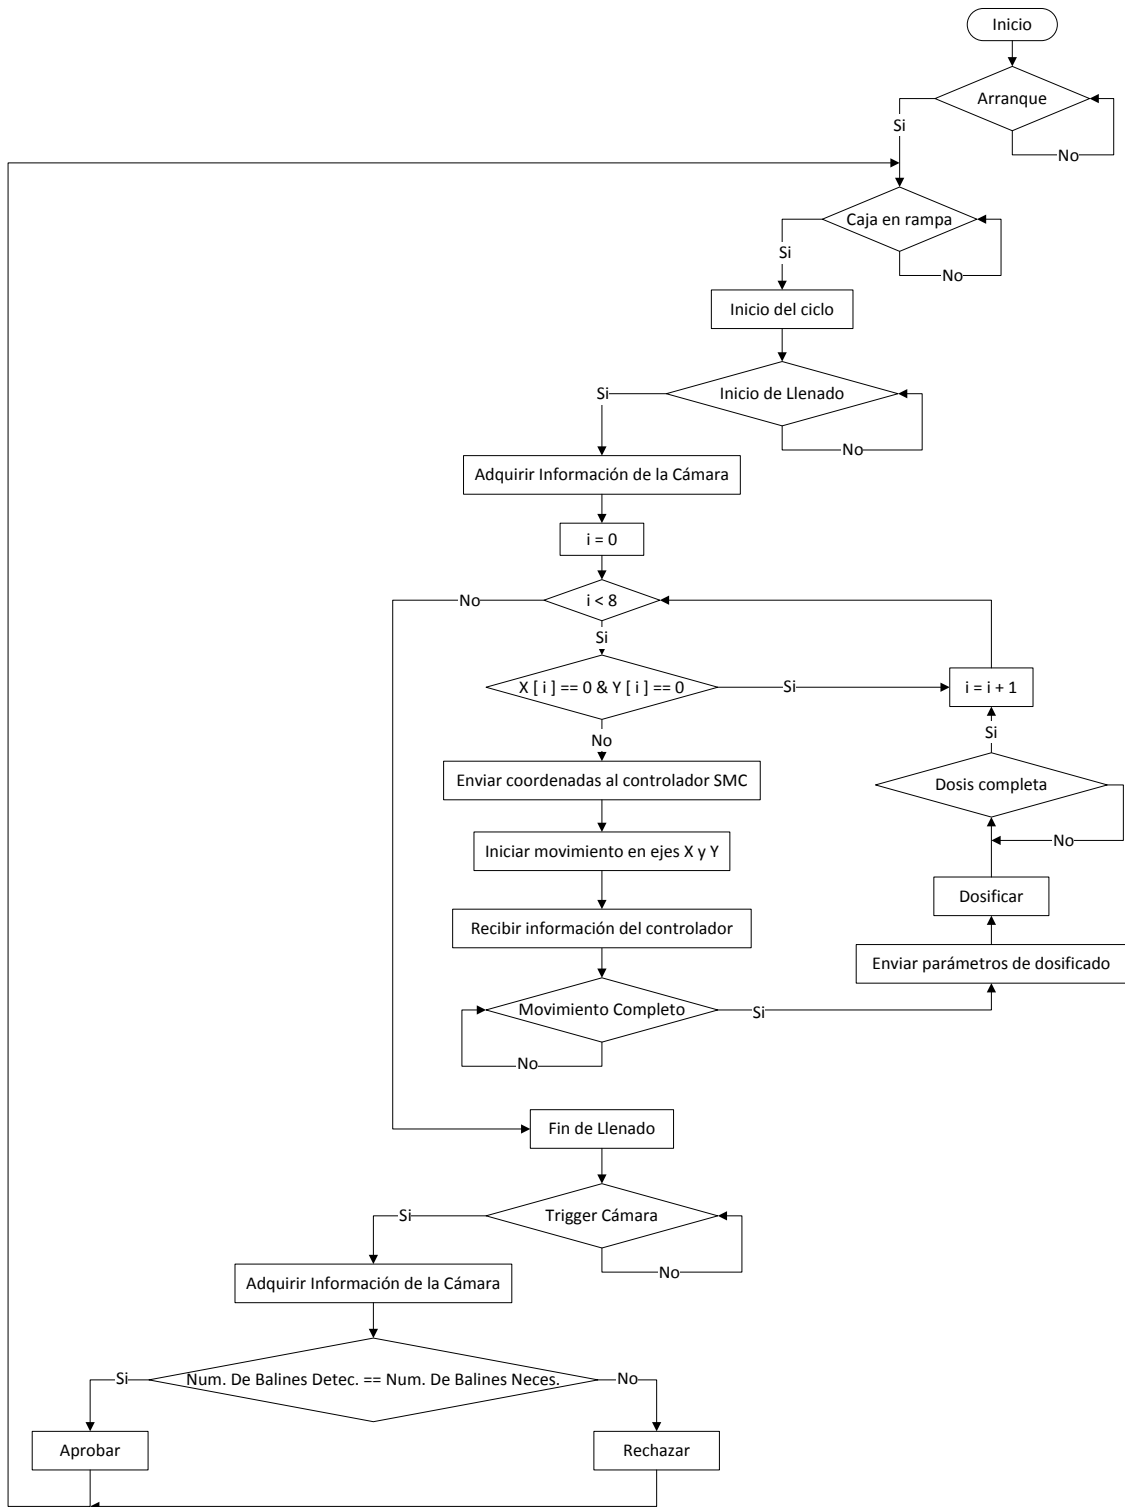 Inicio
Arranque
Si
No
Caja en rampa
Si
No
Inicio del ciclo
Inicio de Llenado
Si
No
Adquirir Información de la Cámara
i = 0
i < 8
No
Si
X [ i ] == 0 & Y [ i ] == 0
Si
i = i + 1
No
Si
Enviar coordenadas al controlador SMC
Dosis completa
No
Iniciar movimiento en ejes X y Y
Dosificar
Recibir información del controlador
Enviar parámetros de dosificado
Movimiento Completo
Si
No
Fin de Llenado
Trigger Cámara
Si
No
Adquirir Información de la Cámara
Num. De Balines Detec. == Num. De Balines Neces.
Si
No
Aprobar
Rechazar